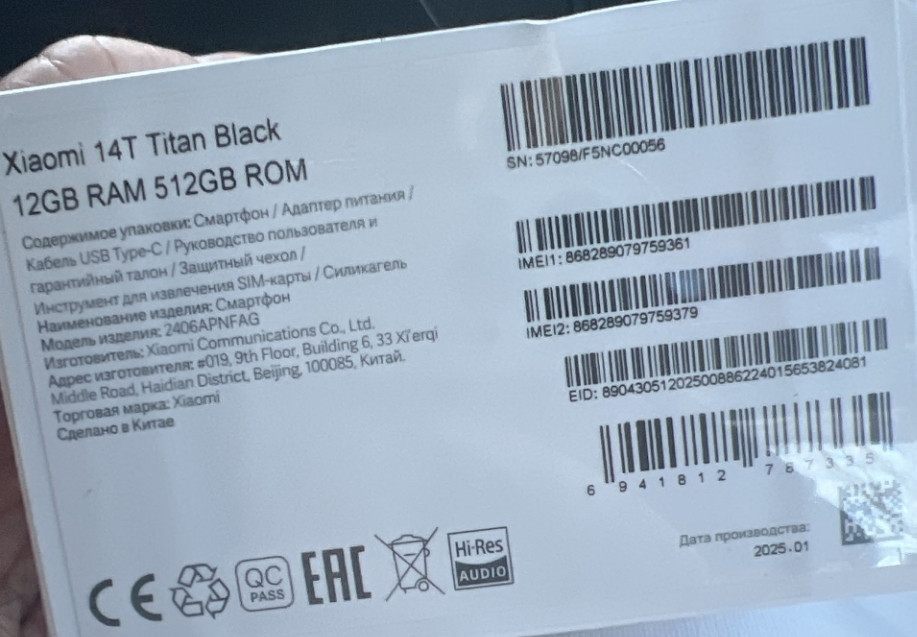 Xiaomi 14T Titan Black
12GB RAM 512GB ROM
Содержимое упаковки: Смартфон / Адаптер питания /
Кабель USB Type-C / Руководство пользователя и
гарантийный талон / Защитный чехол /
Инструмент для извлечения SIM-карты / Силикагель
Наименование изделия: Смартфон
Модель изделия: 2406APNFAG
Изготовитель: Xiaomi Communications Co., Ltd.
Адрес изготовителя: #019, 9th Floor, Building 6, 33 Xi'erqi
Middle Road, Haidian District, Beijing, 100085, Китай.
Торговая марка: Xiaomi
Сделано в Китае
SN: 57098/F5NC00056
IMEI1: 868289079759361
IMEI2: 868289079759379
EID: 89043051202500886224015653824081
6 941812 787335
Дата производства:
2025.01
CE
QC
PASS
EAC
Hi-Res
AUDIO